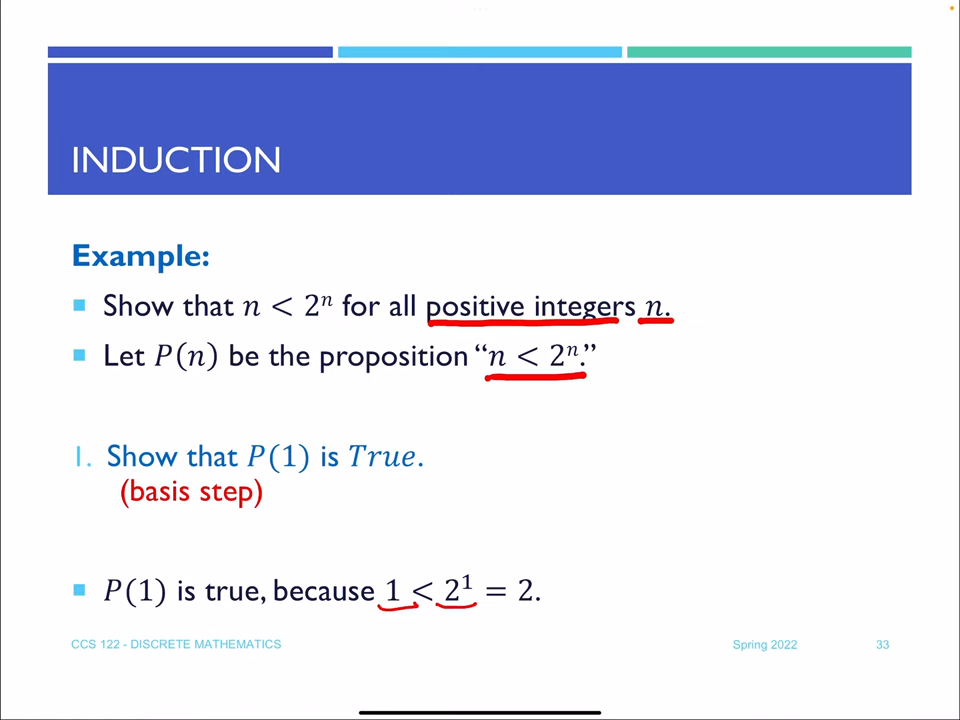 INDUCTION
Example:
▪ Show that n < 2ⁿ for all positive integers n.
▪ Let P(n) be the proposition “n < 2ⁿ.”
1. Show that P(1) is True.
(basis step)
▪ P(1) is true, because 1 < 2¹ = 2.
CCS 122 - DISCRETE MATHEMATICS Spring 2022 33